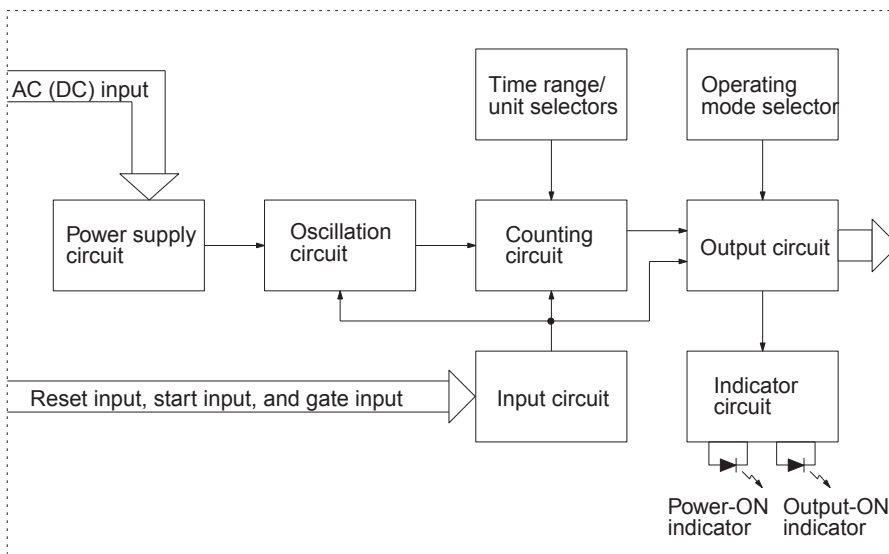 AC (DC) input
Time range/
unit selectors
Operating
mode selector
Power supply
circuit
Oscillation
circuit
Counting
circuit
Output circuit
Reset input, start input, and gate input
Input circuit
Indicator
circuit
Power-ON
indicator
Output-ON
indicator